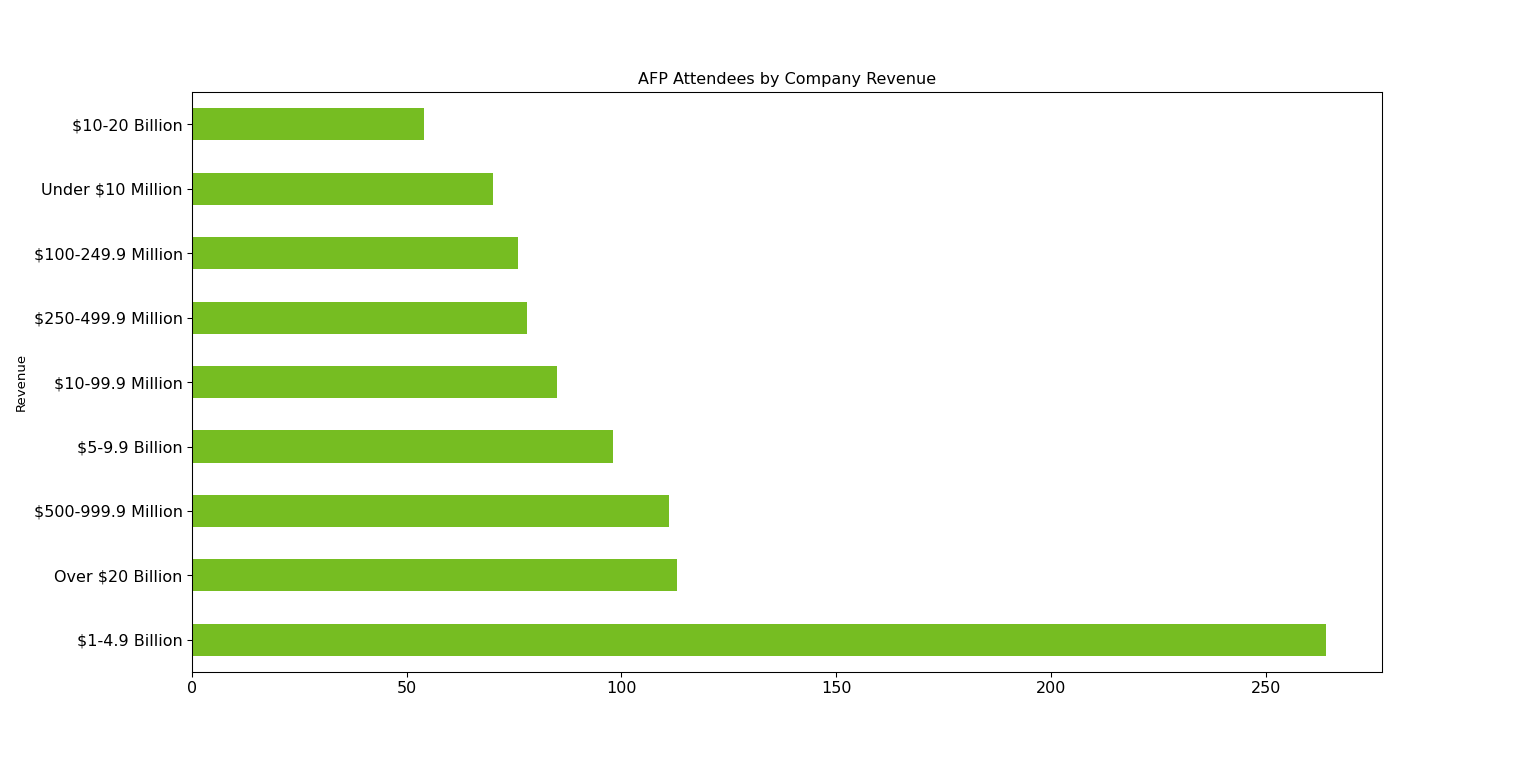 AFP Attendees by Company Revenue
$10-20 Billion
Under $10 Million
$100-249.9 Million
$250-499.9 Million
$10-99.9 Million
$5-9.9 Billion
$500-999.9 Million
Over $20 Billion
$1-4.9 Billion
Revenue
0 50 100 150 200 250